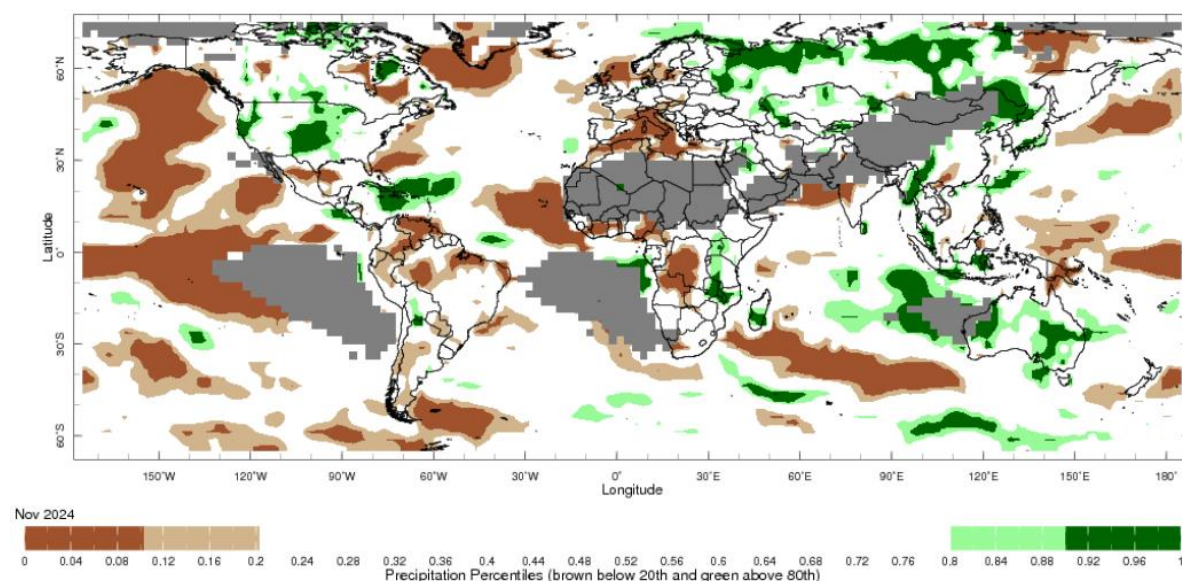 60°N
30°N
0°
30°S
60°S
Latitude
150°W 120°W 90°W 60°W 30°W 0° 30°E 60°E 90°E 120°E 150°E 180°
Longitude
Nov 2024
0 0.04 0.08 0.12 0.16 0.2 0.24 0.28 0.32 0.36 0.4 0.44 0.48 0.52 0.56 0.6 0.64 0.68 0.72 0.76 0.8 0.84 0.88 0.92 0.96 1
Precipitation Percentiles (brown below 20th and green above 80th)